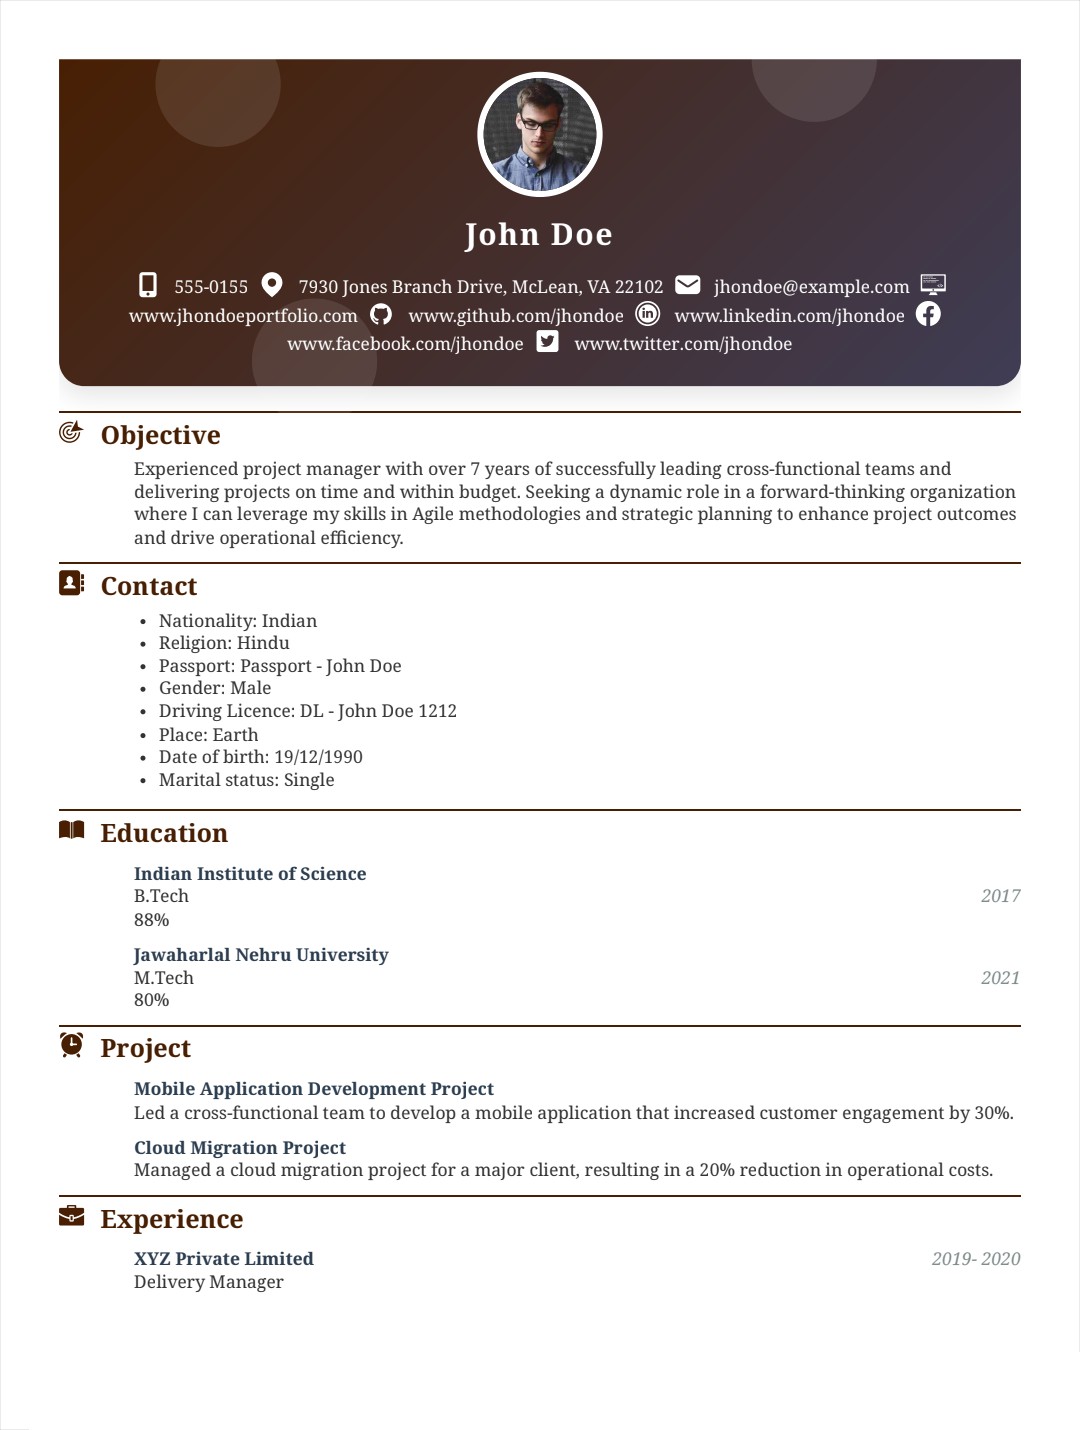 John Doe
555-0155 7930 Jones Branch Drive, McLean, VA 22102 jhondoe@example.com
www.jhondoeportfolio.com www.github.com/jhondoe www.linkedin.com/jhondoe
www.facebook.com/jhondoe www.twitter.com/jhondoe
Objective
Experienced project manager with over 7 years of successfully leading cross-functional teams and
delivering projects on time and within budget. Seeking a dynamic role in a forward-thinking organization
where I can leverage my skills in Agile methodologies and strategic planning to enhance project outcomes
and drive operational efficiency.
Contact
• Nationality: Indian
• Religion: Hindu
• Passport: Passport - John Doe
• Gender: Male
• Driving Licence: DL - John Doe 1212
• Place: Earth
• Date of birth: 19/12/1990
• Marital status: Single
Education
Indian Institute of Science
B.Tech 2017
88%
Jawaharlal Nehru University
M.Tech 2021
80%
Project
Mobile Application Development Project
Led a cross-functional team to develop a mobile application that increased customer engagement by 30%.
Cloud Migration Project
Managed a cloud migration project for a major client, resulting in a 20% reduction in operational costs.
Experience
XYZ Private Limited 2019- 2020
Delivery Manager